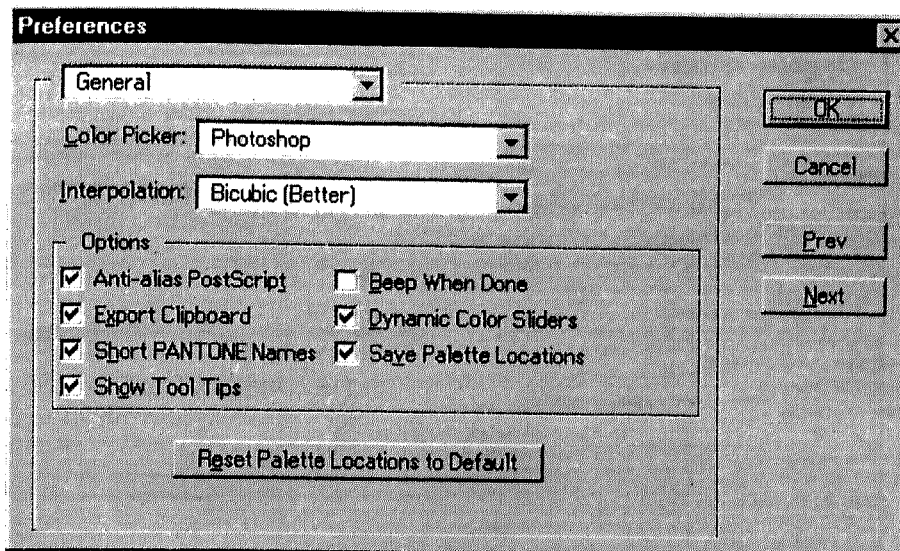 Preferences
General
OK
Color Picker: Photoshop
Cancel
Interpolation: Bicubic (Better)
Options
Prev
Anti-alias PostScript Beep When Done
Next
Export Clipboard Dynamic Color Sliders
Short PANTONE Names Save Palette Locations
Show Tool Tips
Reset Palette Locations to Default